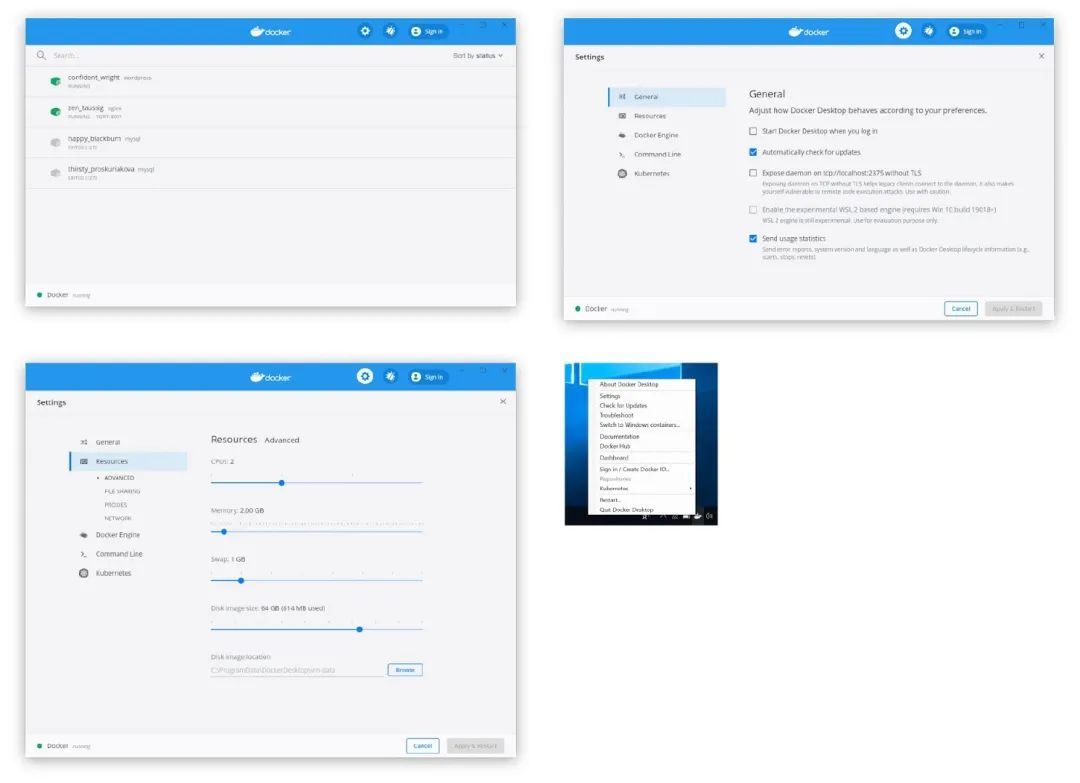 docker
Sign in
Search...
Sort by status
confident_wright wordpress
RUNNING
zen_taussig nginx
RUNNING PORT: 8001
happy_blackburn mysql
EXITED (127)
thirsty_proskuriakova mysql
EXITED (127)
Docker running
docker
Sign in
Settings
General
Resources
Docker Engine
Command Line
Kubernetes
General
Adjust how Docker Desktop behaves according to your preferences.
Start Docker Desktop when you log in
Automatically check for updates
Expose daemon on tcp://localhost:2375 without TLS
Exposing daemon on TCP without TLS helps legacy clients connect to the daemon. It also makes
yourself vulnerable to remote code execution attacks. Use with caution.
Enable the experimental WSL 2 based engine (requires Win 10 build 19018+)
WSL 2 engine is still experimental. Use for evaluation purpose only.
Send usage statistics
Send error reports, system version and language as well as Docker Desktop lifecycle information (e.g.,
starts, stops, resets).
Docker running
Cancel
Apply & Restart
docker
Sign in
Settings
General
Resources
ADVANCED
FILE SHARING
PROXIES
NETWORK
Docker Engine
Command Line
Kubernetes
Resources Advanced
CPUs: 2
Memory: 2.00 GB
Swap: 1 GB
Disk image size: 64 GB (614 MB used)
Disk image location
C:\ProgramData\DockerDesktop\vm-data
Browse
Docker running
Cancel
Apply & Restart
About Docker Desktop
Settings
Check for Updates
Troubleshoot
Switch to Windows containers...
Documentation
Docker Hub
Dashboard
Sign in / Create Docker ID...
Repositories
Kubernetes
Restart...
Quit Docker Desktop